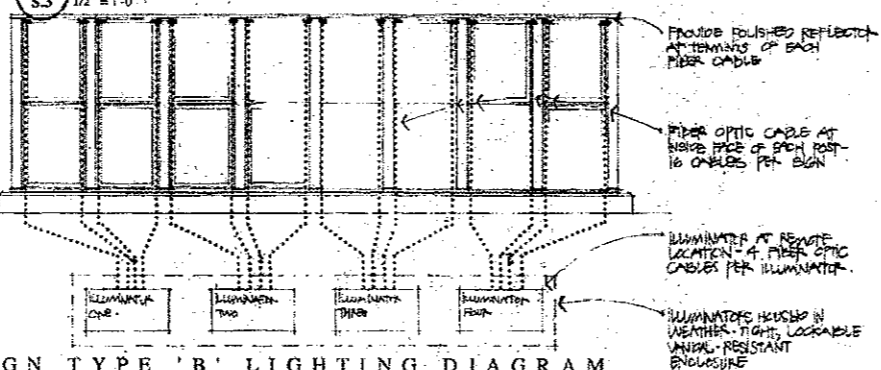 S.3 1/2" = 1'-0"
PROVIDE POLISHED REFLECTOR
AT TERMINUS OF EACH
FIBER CABLE
FIBER OPTIC CABLE AT
INSIDE FACE OF EACH POST-
16 CABLES PER SIGN
ILLUMINATOR AT REMOTE
LOCATION - 4 FIBER OPTIC
CABLES PER ILLUMINATOR.
ILLUMINATOR
ONE.
ILLUMINATOR
TWO
ILLUMINATOR
THREE
ILLUMINATOR
FOUR
ILLUMINATORS HOUSED IN
WEATHER-TIGHT, LOCKABLE
VANDAL-RESISTANT
ENCLOSURE
GN TYPE 'B' LIGHTING DIAGRAM